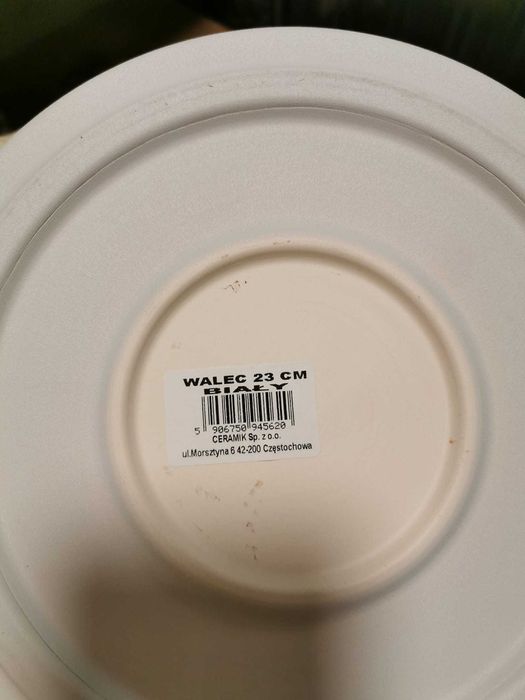 WALEC 23 CM
BIAŁY
5 906750 945620
CERAMIK Sp. z o.o.
ul.Morsztyna 6 42-200 Częstochowa